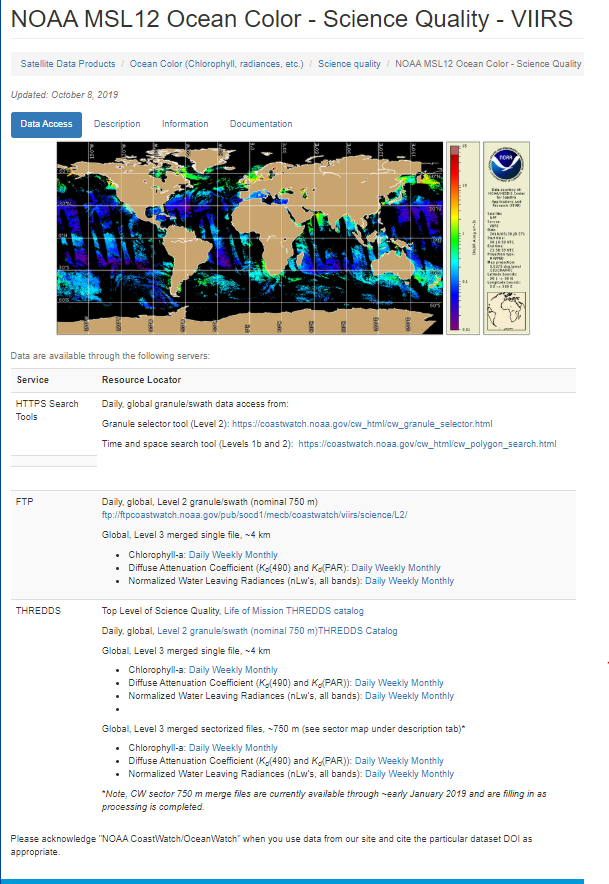 NOAA MSL12 Ocean Color - Science Quality - VIIRS
Satellite Data Products / Ocean Color (Chlorophyll, radiances, etc.) / Science quality / NOAA MSL12 Ocean Color - Science Quality
Updated: October 8, 2019
Data Access Description Information Documentation
NOAA
Data are available through the following servers:
Service Resource Locator
HTTPS Search Tools
Daily, global granule/swath data access from:
Granule selector tool (Level 2): https://coastwatch.noaa.gov/cw_html/cw_granule_selector.html
Time and space search tool (Levels 1b and 2): https://coastwatch.noaa.gov/cw_html/cw_polygon_search.html
FTP
Daily, global, Level 2 granule/swath (nominal 750 m)
ftp://ftpcoastwatch.noaa.gov/pub/socd1/mecb/coastwatch/viirs/science/L2/
Global, Level 3 merged single file, ~4 km
• Chlorophyll-a: Daily Weekly Monthly
• Diffuse Attenuation Coefficient (Kd(490) and Kd(PAR): Daily Weekly Monthly
• Normalized Water Leaving Radiances (nLw's, all bands): Daily Weekly Monthly
THREDDS
Top Level of Science Quality, Life of Mission THREDDS catalog
Daily, global, Level 2 granule/swath (nominal 750 m)THREDDS Catalog
Global, Level 3 merged single file, ~4 km
• Chlorophyll-a: Daily Weekly Monthly
• Diffuse Attenuation Coefficient (Kd(490) and Kd(PAR)): Daily Weekly Monthly
• Normalized Water Leaving Radiances (nLw's, all bands): Daily Weekly Monthly
•
Global, Level 3 merged sectorized files, ~750 m (see sector map under description tab)*
• Chlorophyll-a: Daily Weekly Monthly
• Diffuse Attenuation Coefficient (Kd(490) and Kd(PAR)): Daily Weekly Monthly
• Normalized Water Leaving Radiances (nLw's, all bands): Daily Weekly Monthly
*Note, CW sector 750 m merge files are currently available through ~early January 2019 and are filling in as
processing is completed.
Please acknowledge "NOAA CoastWatch/OceanWatch" when you use data from our site and cite the particular dataset DOI as
appropriate.